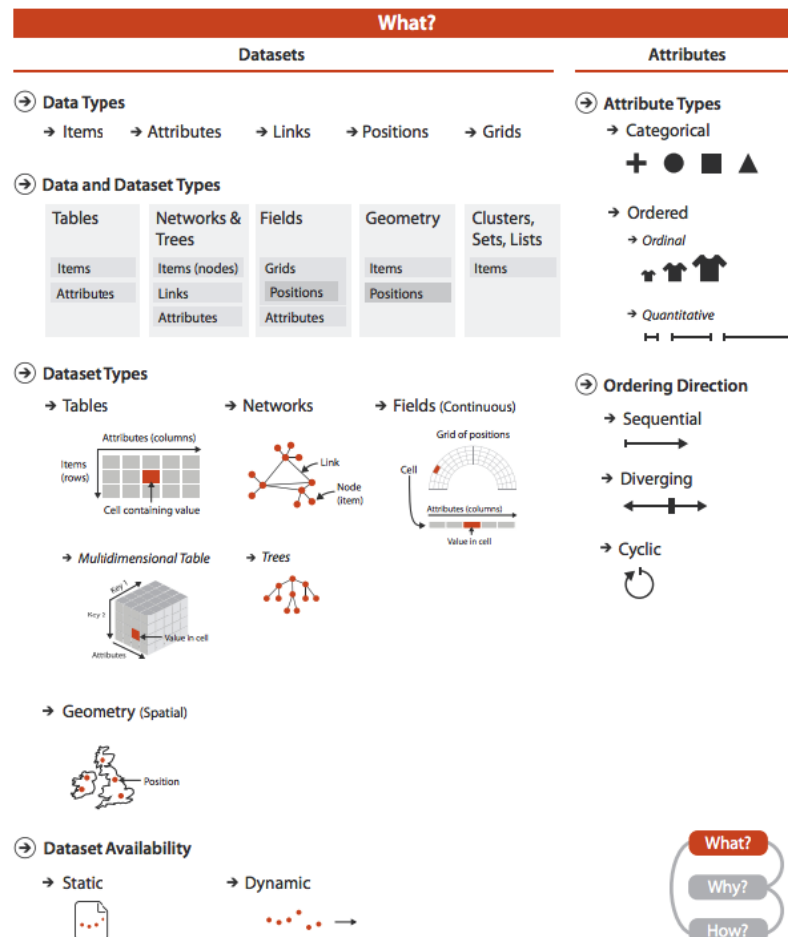 What?
Datasets
Attributes
Data Types
Items Attributes Links Positions Grids
Data and Dataset Types
Tables
Items
Attributes
Networks &
Trees
Items (nodes)
Links
Attributes
Fields
Grids
Positions
Attributes
Geometry
Items
Positions
Clusters,
Sets, Lists
Items
Dataset Types
Tables
Attributes (columns)
Items
(rows)
Cell containing value
Networks
Link
Node
(item)
Fields (Continuous)
Grid of positions
Cell
Attributes (columns)
Value in cell
Multidimensional Table
Key 1
Key 2
Value in cell
Attributes
Trees
Geometry (Spatial)
Position
Dataset Availability
Static
Dynamic
Attribute Types
Categorical
Ordered
Ordinal
Quantitative
Ordering Direction
Sequential
Diverging
Cyclic
What?
Why?
How?